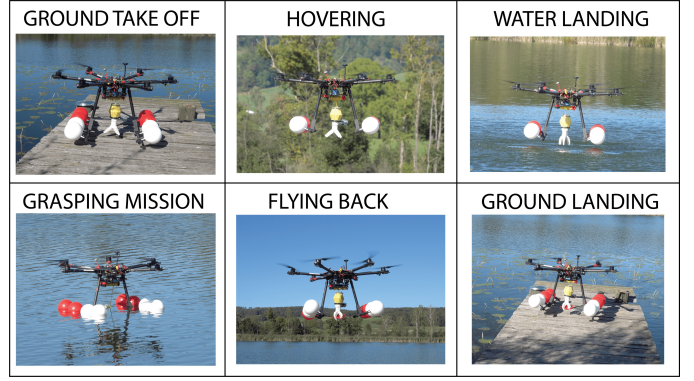 GROUND TAKE OFF
HOVERING
WATER LANDING
GRASPING MISSION
FLYING BACK
GROUND LANDING